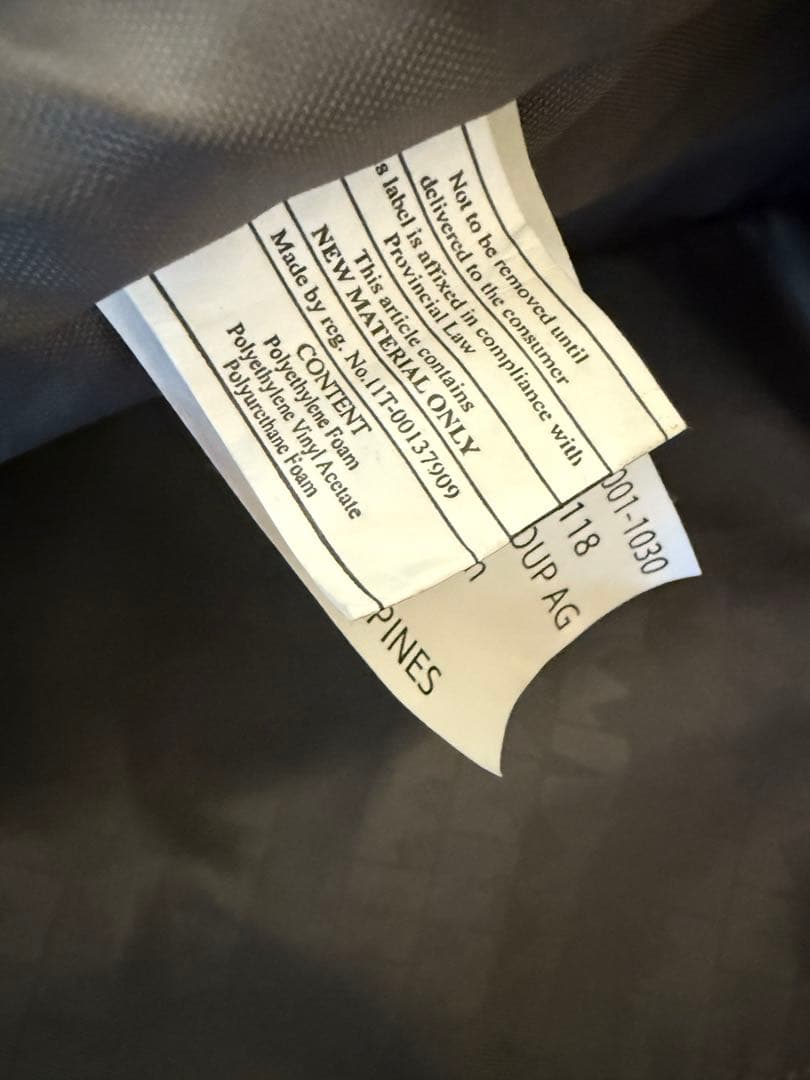 Not to be removed until
delivered to the consumer
s label is affixed in compliance with
Provincial Law
This article contains
NEW MATERIAL ONLY
Made by reg. No.1T-00137909
CONTENT
Polyethylene Foam
Polyethylene Vinyl Acetate
Polyurethane Foam
001-1030
118
OUP AG
PINES